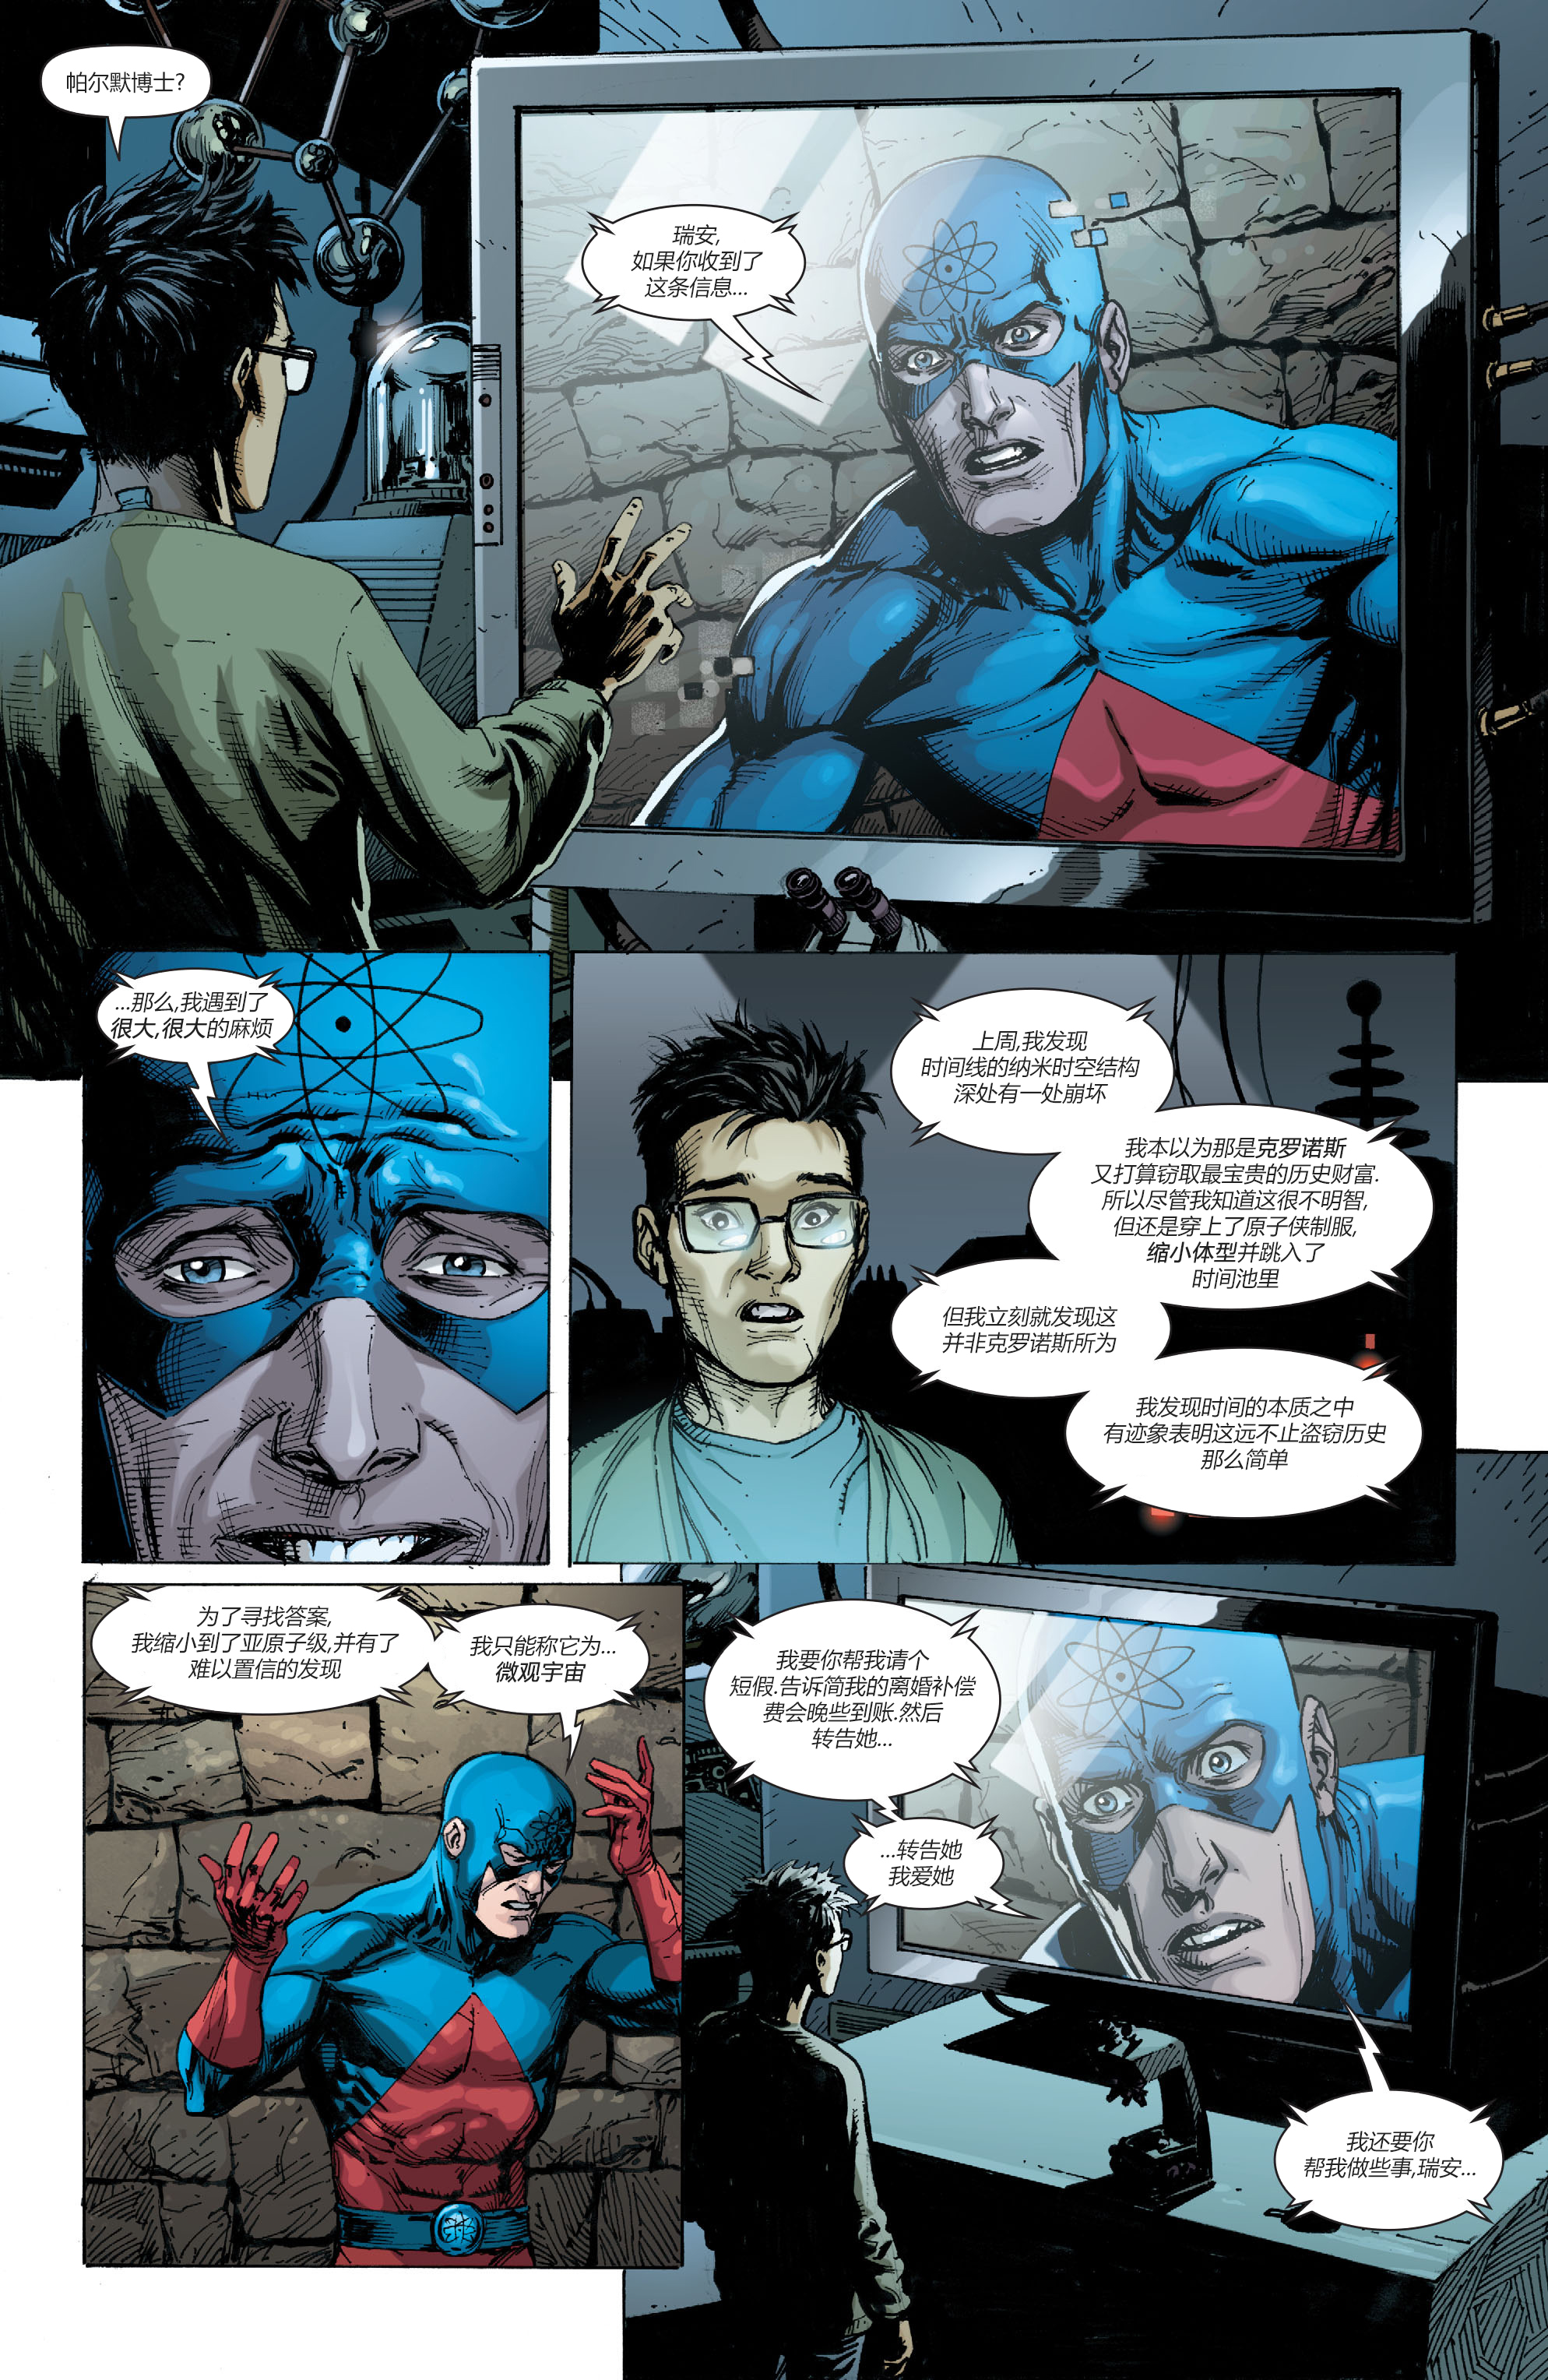 帕尔默博士?
瑞安,
如果你收到了
这条信息...
...那么,我遇到了
很大,很大的麻烦
上周,我发现
时间线的纳米时空结构
深处有一处崩坏
我本以为那是克罗诺斯
又打算窃取最宝贵的历史财富.
所以尽管我知道这很不明智,
但还是穿上了原子侠制服,
缩小体型并跳入了
时间池里
但我立刻就发现这
并非克罗诺斯所为
我发现时间的本质之中
有迹象表明这远不止盗窃历史
那么简单
为了寻找答案,
我缩小到了亚原子级,并有了
难以置信的发现
我只能称它为...
微观宇宙
我要你帮我请个
短假.告诉简我的离婚补偿
费会晚些到账.然后
转告她...
...转告她
我爱她
我还要你
帮我做些事,瑞安...